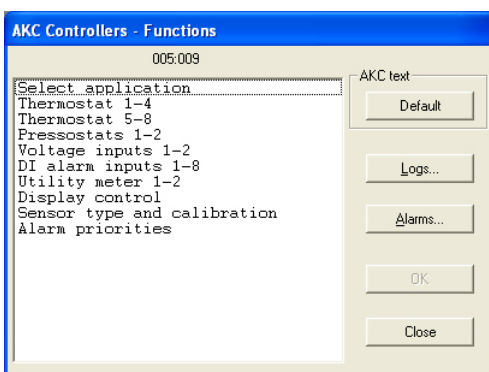 AKC Controllers - Functions
005:009
Select application
Thermostat 1-4
Thermostat 5-8
Pressostats 1-2
Voltage inputs 1-2
DI alarm inputs 1-8
Utility meter 1-2
Display control
Sensor type and calibration
Alarm priorities
AKC text
Default
Logs...
Alarms...
OK
Close